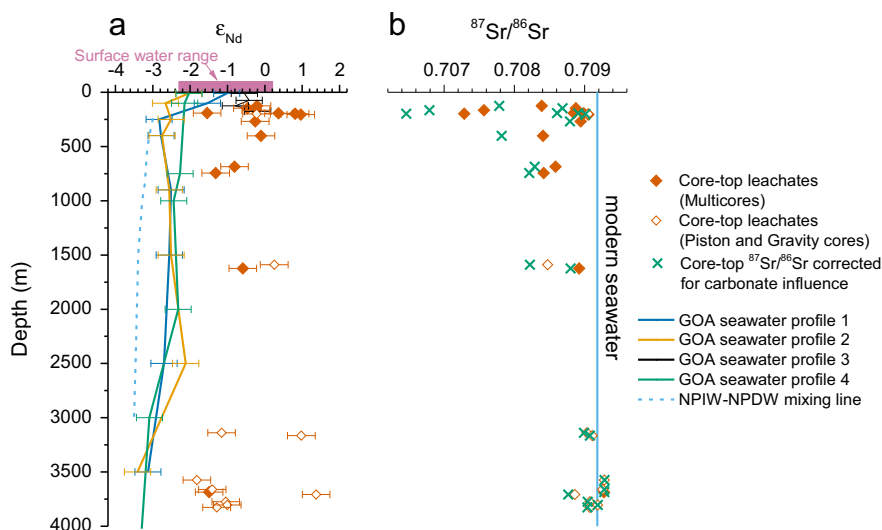 a
εNd
Surface water range
-4 -3 -2 -1 0 1 2
b
87Sr/86Sr
0.707 0.708 0.709
Depth (m)
0
500
1000
1500
2000
2500
3000
3500
4000
modern seawater
Core-top leachates
(Multicores)
Core-top leachates
(Piston and Gravity cores)
Core-top 87Sr/86Sr corrected
for carbonate influence
GOA seawater profile 1
GOA seawater profile 2
GOA seawater profile 3
GOA seawater profile 4
NPIW-NPDW mixing line